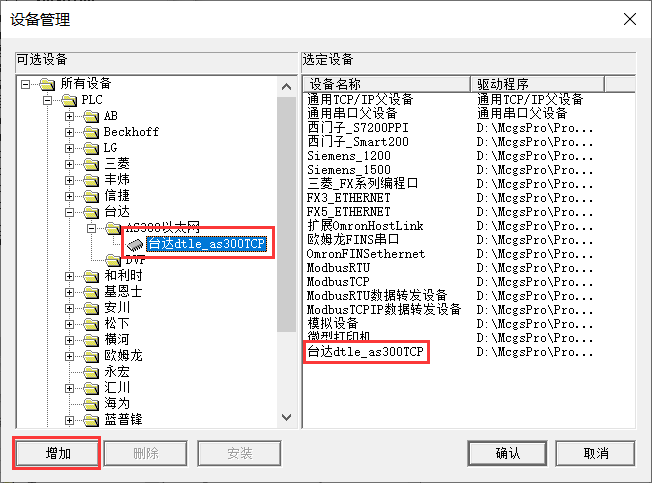 设备管理
可选设备
所有设备
PLC
AB
Beckhoff
LG
三菱
丰炜
信捷
台达
AS300以太网
台达dtle_as300TCP
DVP
和利时
基恩士
安川
松下
横河
欧姆龙
永宏
汇川
海为
蓝普锋
选定设备
设备名称 驱动程序
通用TCP/IP父设备 通用TCP/IP父设备
通用串口父设备 通用串口父设备
西门子_S7200PPI D:\McgsPro\Pro...
西门子_Smart200 D:\McgsPro\Pro...
Siemens_1200 D:\McgsPro\Pro...
Siemens_1500 D:\McgsPro\Pro...
三菱_FX系列编程口 D:\McgsPro\Pro...
FX3_ETHERNET D:\McgsPro\Pro...
FX5_ETHERNET D:\McgsPro\Pro...
扩展OmronHostLink D:\McgsPro\Pro...
欧姆龙FINS串口 D:\McgsPro\Pro...
OmronFINSethernet D:\McgsPro\Pro...
ModbusRTU D:\McgsPro\Pro...
ModbusTCP D:\McgsPro\Pro...
ModbusRTU数据转发设备 D:\McgsPro\Pro...
ModbusTCPIP数据转发设备 D:\McgsPro\Pro...
模拟设备 D:\McgsPro\Pro...
微型打印机 D:\McgsPro\Pro...
台达dtle_as300TCP D:\McgsPro\Pro...
增加 删除 安装 确认 取消